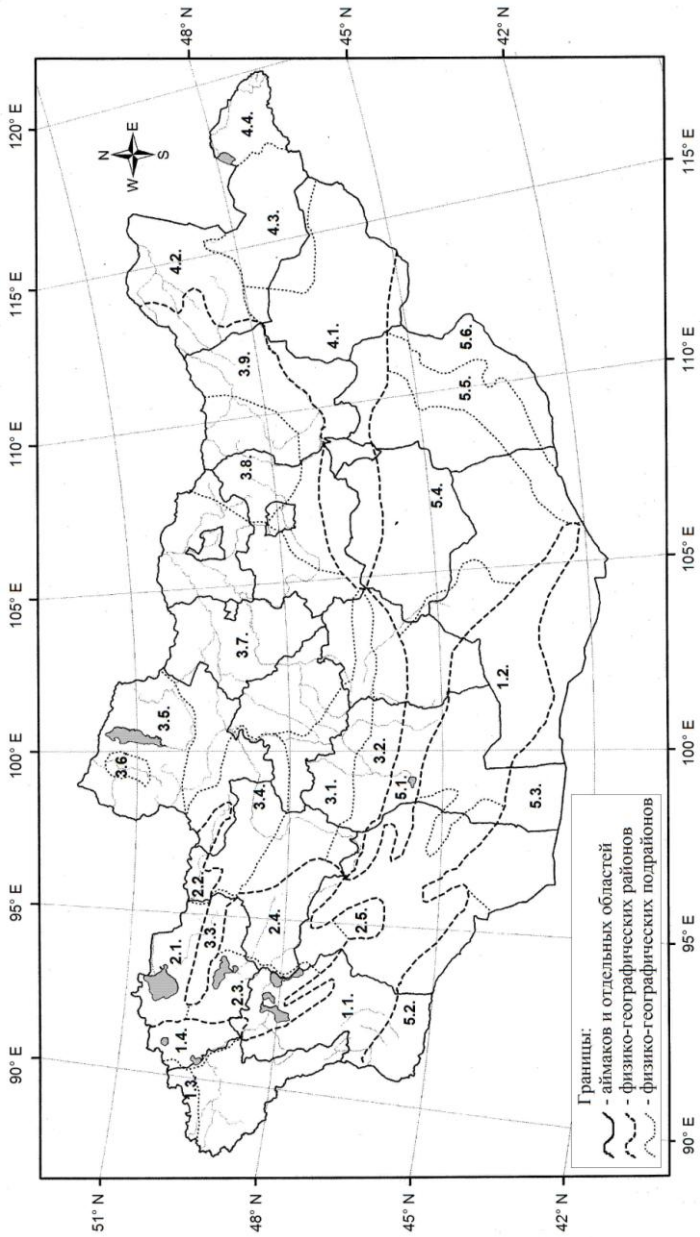 120° E
115° E
110° E
105° E
100° E
95° E
90° E
48° N
45° N
42° N
51° N
48° N
45° N
42° N
115° E
110° E
105° E
100° E
95° E
90° E
N
W
E
S
4.4.
4.3.
4.2.
4.1.
3.9.
3.8.
3.7.
3.6.
3.5.
3.4.
3.3.
3.2.
3.1.
2.1.
2.2.
2.3.
2.4.
2.5.
1.1.
1.2.
1.3.
1.4.
5.1.
5.2.
5.3.
5.4.
5.5.
5.6.
Границы:
- аймаков и отдельных областей
- физико-географических районов
- физико-географических подрайонов